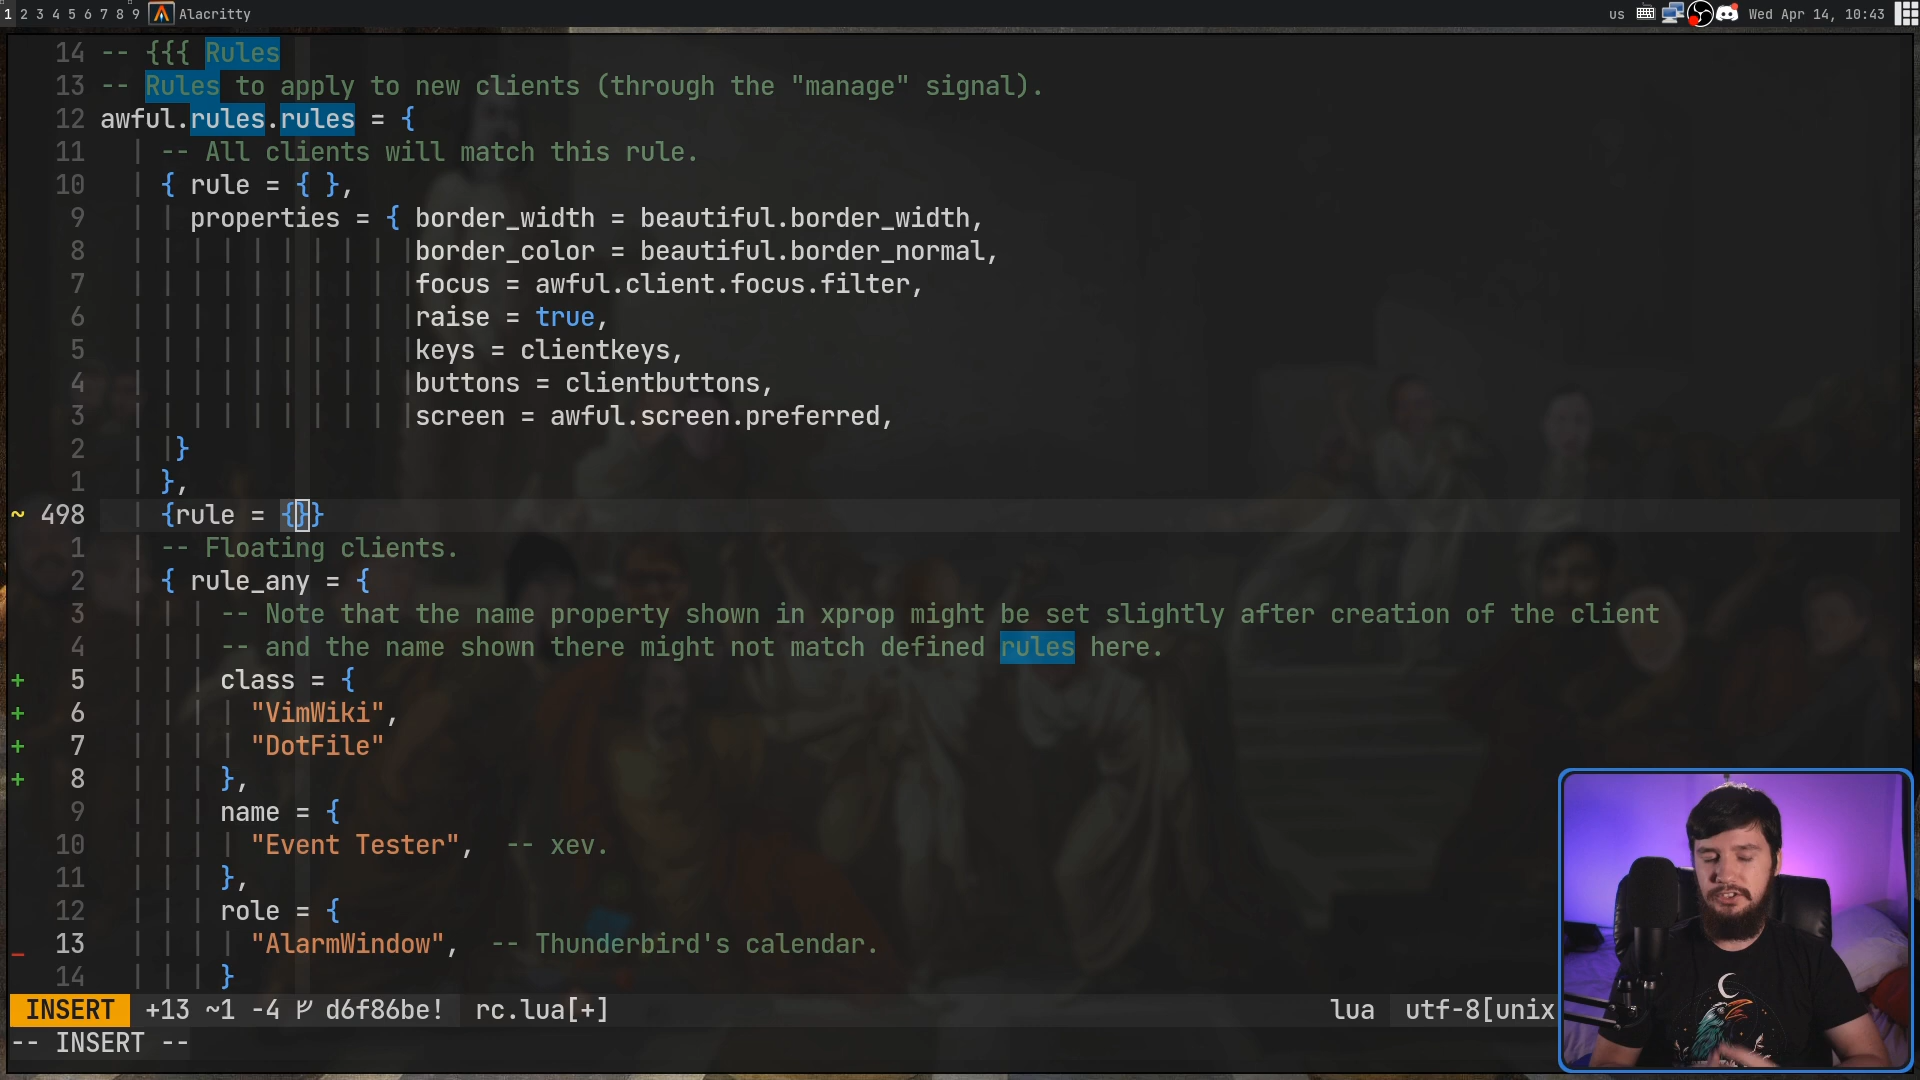 1 2 3 4 5 6 7 8 9 Alacritty us Wed Apr 14, 10:43
14 -- {{{ Rules
13 -- Rules to apply to new clients (through the "manage" signal).
12 awful.rules.rules = {
11 -- All clients will match this rule.
10 { rule = { },
9 properties = { border_width = beautiful.border_width,
8 border_color = beautiful.border_normal,
7 focus = awful.client.focus.filter,
6 raise = true,
5 keys = clientkeys,
4 buttons = clientbuttons,
3 screen = awful.screen.preferred,
2 }
1 },
~ 498 {rule = {}}
1 -- Floating clients.
2 { rule_any = {
3 -- Note that the name property shown in xprop might be set slightly after creation of the client
4 -- and the name shown there might not match defined rules here.
+ 5 class = {
+ 6 "VimWiki",
+ 7 "DotFile"
+ 8 },
9 name = {
10 "Event Tester", -- xev.
11 },
12 role = {
_ 13 "AlarmWindow", -- Thunderbird's calendar.
14 }
INSERT +13 ~1 -4 d6f86be! rc.lua[+] lua utf-8[unix
-- INSERT --